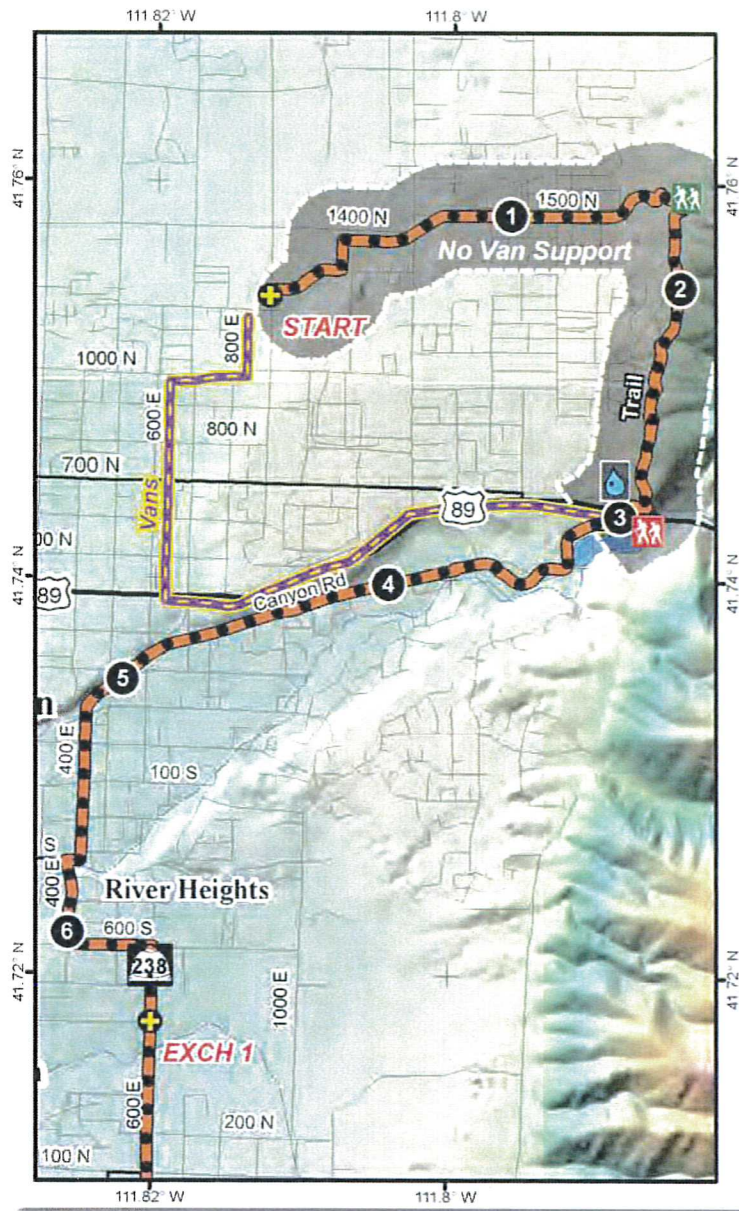 111.82° W
111.8° W
41.76° N
41.76° N
1400 N
1
1500 N
No Van Support
START
2
800 E
1000 N
600 E
800 N
Trail
700 N
Vans
89
3
00 N
41.74° N
41.74° N
89
Canyon Rd
4
5
n
400 E
100 S
S
400 E
River Heights
6
600 S
238
41.72° N
41.72° N
1000 E
EXCH 1
600 E
200 N
100 N
111.82° W
111.8° W